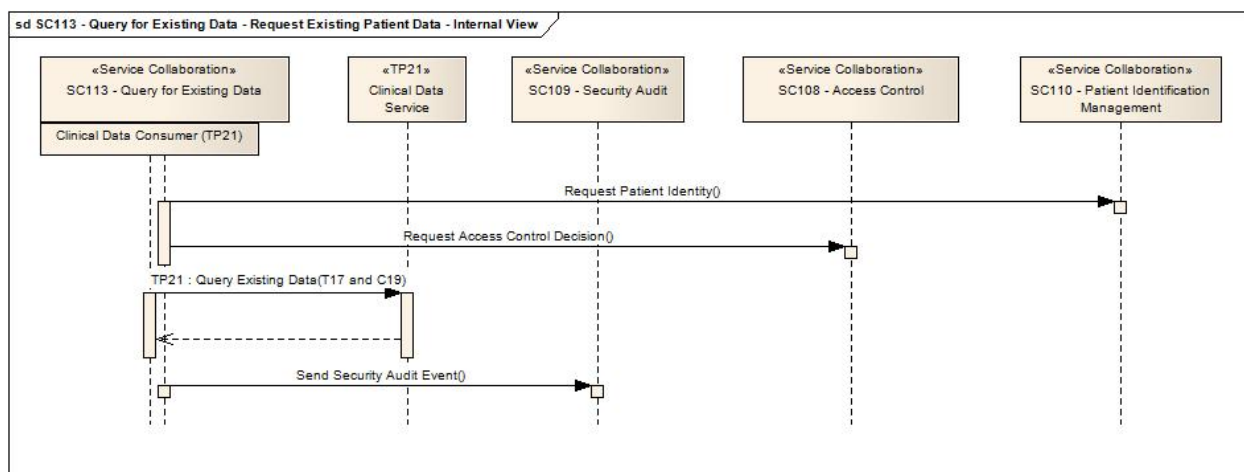 sd SC113 - Query for Existing Data - Request Existing Patient Data - Internal View
«Service Collaboration»
SC113 - Query for Existing Data
«TP21»
Clinical Data
Service
«Service Collaboration»
SC109 - Security Audit
«Service Collaboration»
SC108 - Access Control
«Service Collaboration»
SC110 - Patient Identification
Management
Clinical Data Consumer (TP21)
Request Patient Identity()
Request Access Control Decision()
TP21 : Query Existing Data(T17 and C19)
Send Security Audit Event()